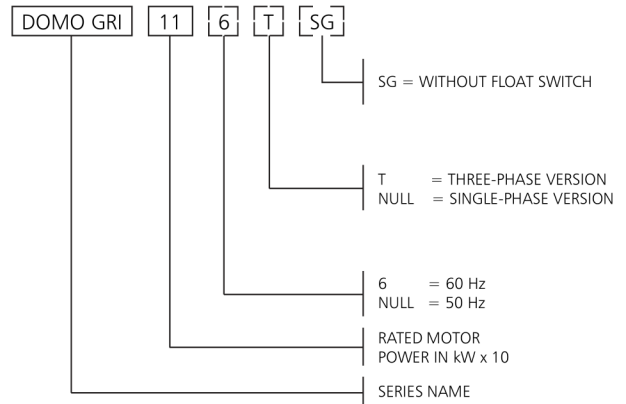 DOMO GRI 11 6 T SG
SG = WITHOUT FLOAT SWITCH
T = THREE-PHASE VERSION
NULL = SINGLE-PHASE VERSION
6 = 60 Hz
NULL = 50 Hz
RATED MOTOR
POWER IN kW x 10
SERIES NAME